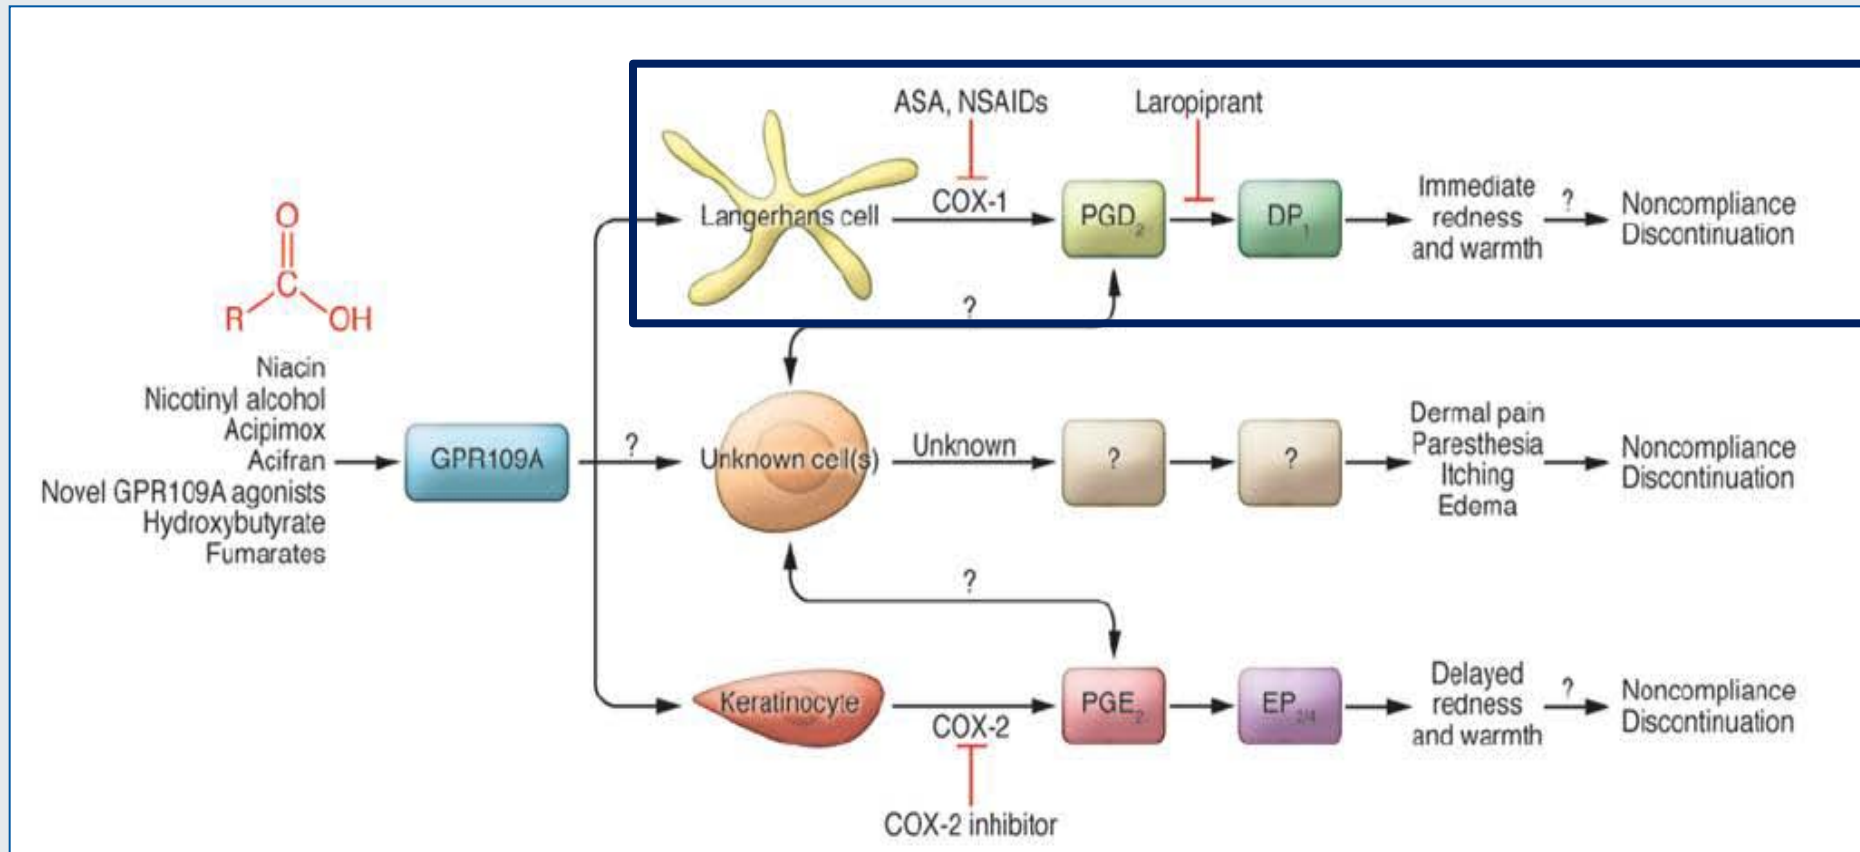 O
C
R
OH
Niacin
Nicotinyl alcohol
Acipimox
Acifran
Novel GPR109A agonists
Hydroxybutyrate
Fumarates
GPR109A
ASA, NSAIDs
Laropiprant
Langerhans cell
COX-1
PGD2
DP1
Immediate
redness
and warmth
?
Noncompliance
Discontinuation
?
?
Unknown cell(s)
Unknown
?
?
Dermal pain
Paresthesia
Itching
Edema
Noncompliance
Discontinuation
?
Keratinocyte
COX-2
COX-2 inhibitor
PGE2
EP2/4
Delayed
redness
and warmth
?
Noncompliance
Discontinuation